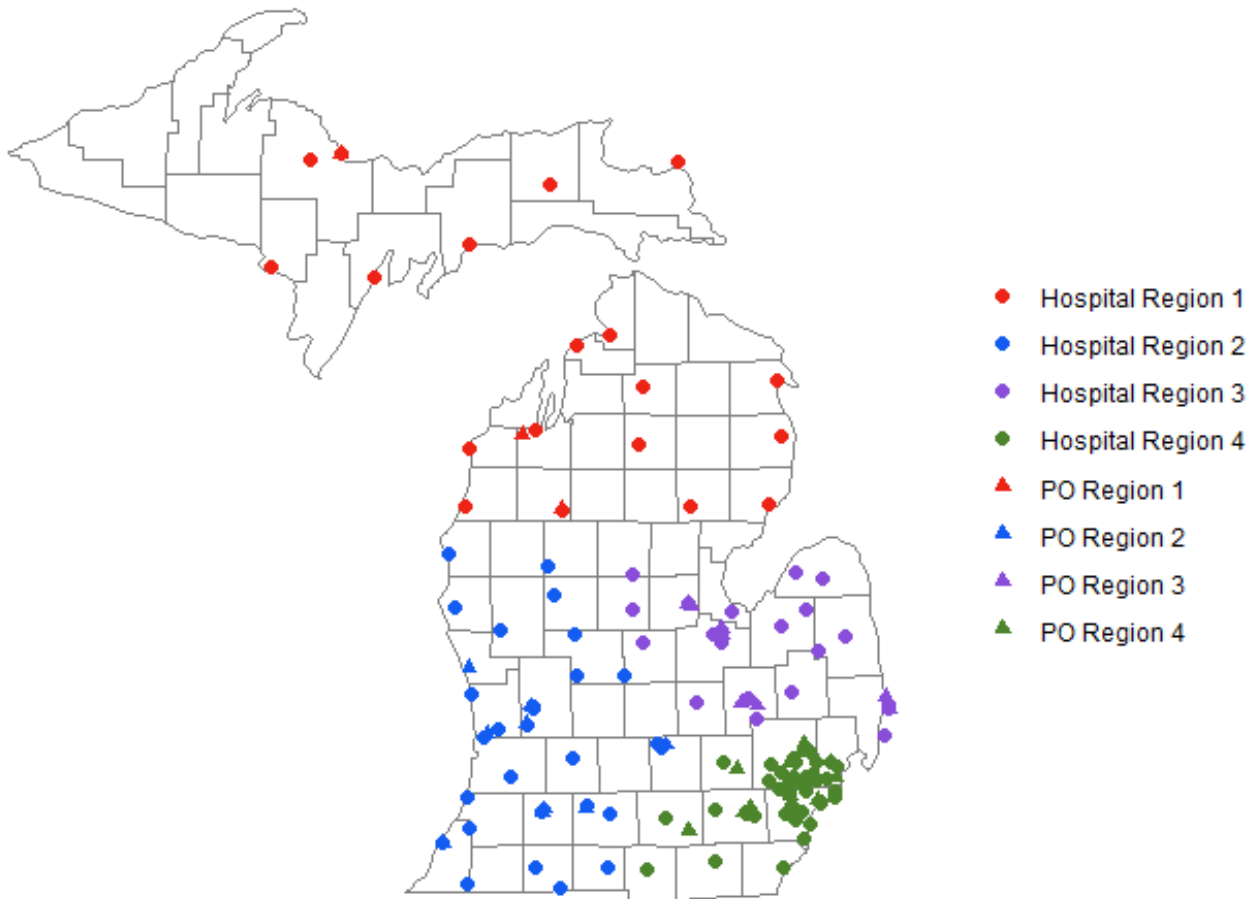 Hospital Region 1
Hospital Region 2
Hospital Region 3
Hospital Region 4
PO Region 1
PO Region 2
PO Region 3
PO Region 4